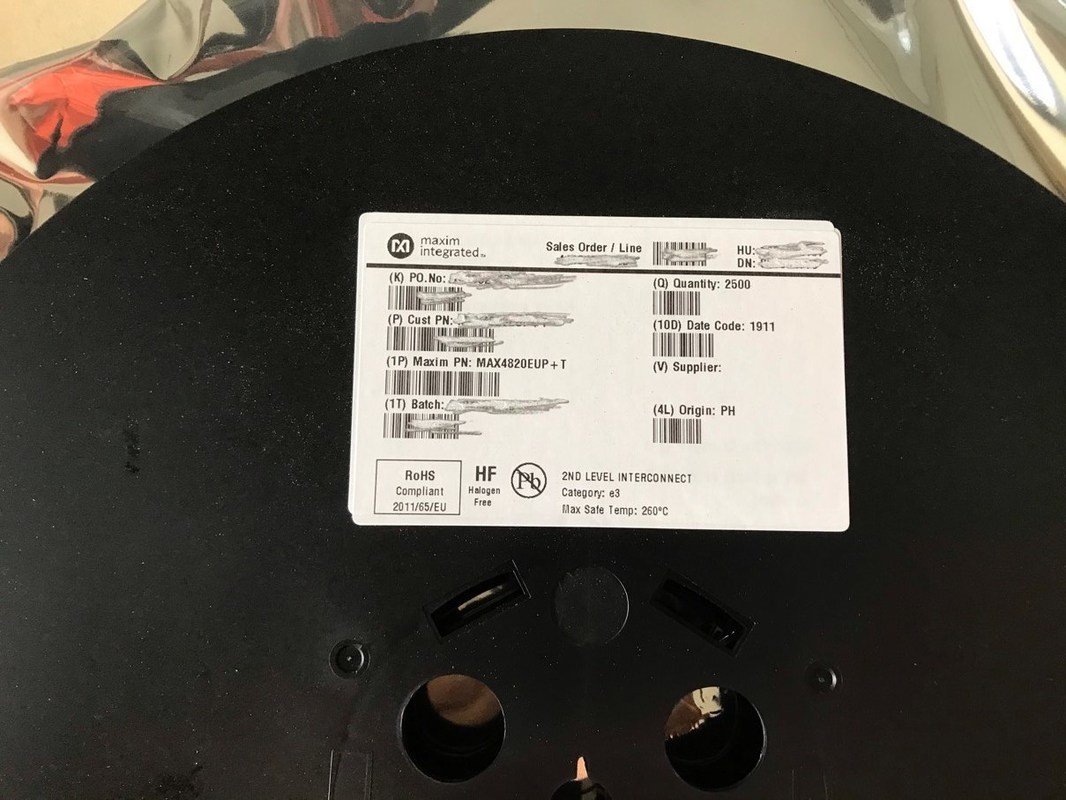 maxim
integrated™
Sales Order / Line
HU:
DN:
(K) PO.No:
(Q) Quantity: 2500
(P) Cust PN:
(10D) Date Code: 1911
(1P) Maxim PN: MAX4820EUP+T
(V) Supplier:
(1T) Batch:
(4L) Origin: PH
RoHS
Compliant
2011/65/EU
HF
Halogen
Free
Pb
2ND LEVEL INTERCONNECT
Category: e3
Max Safe Temp: 260ºC